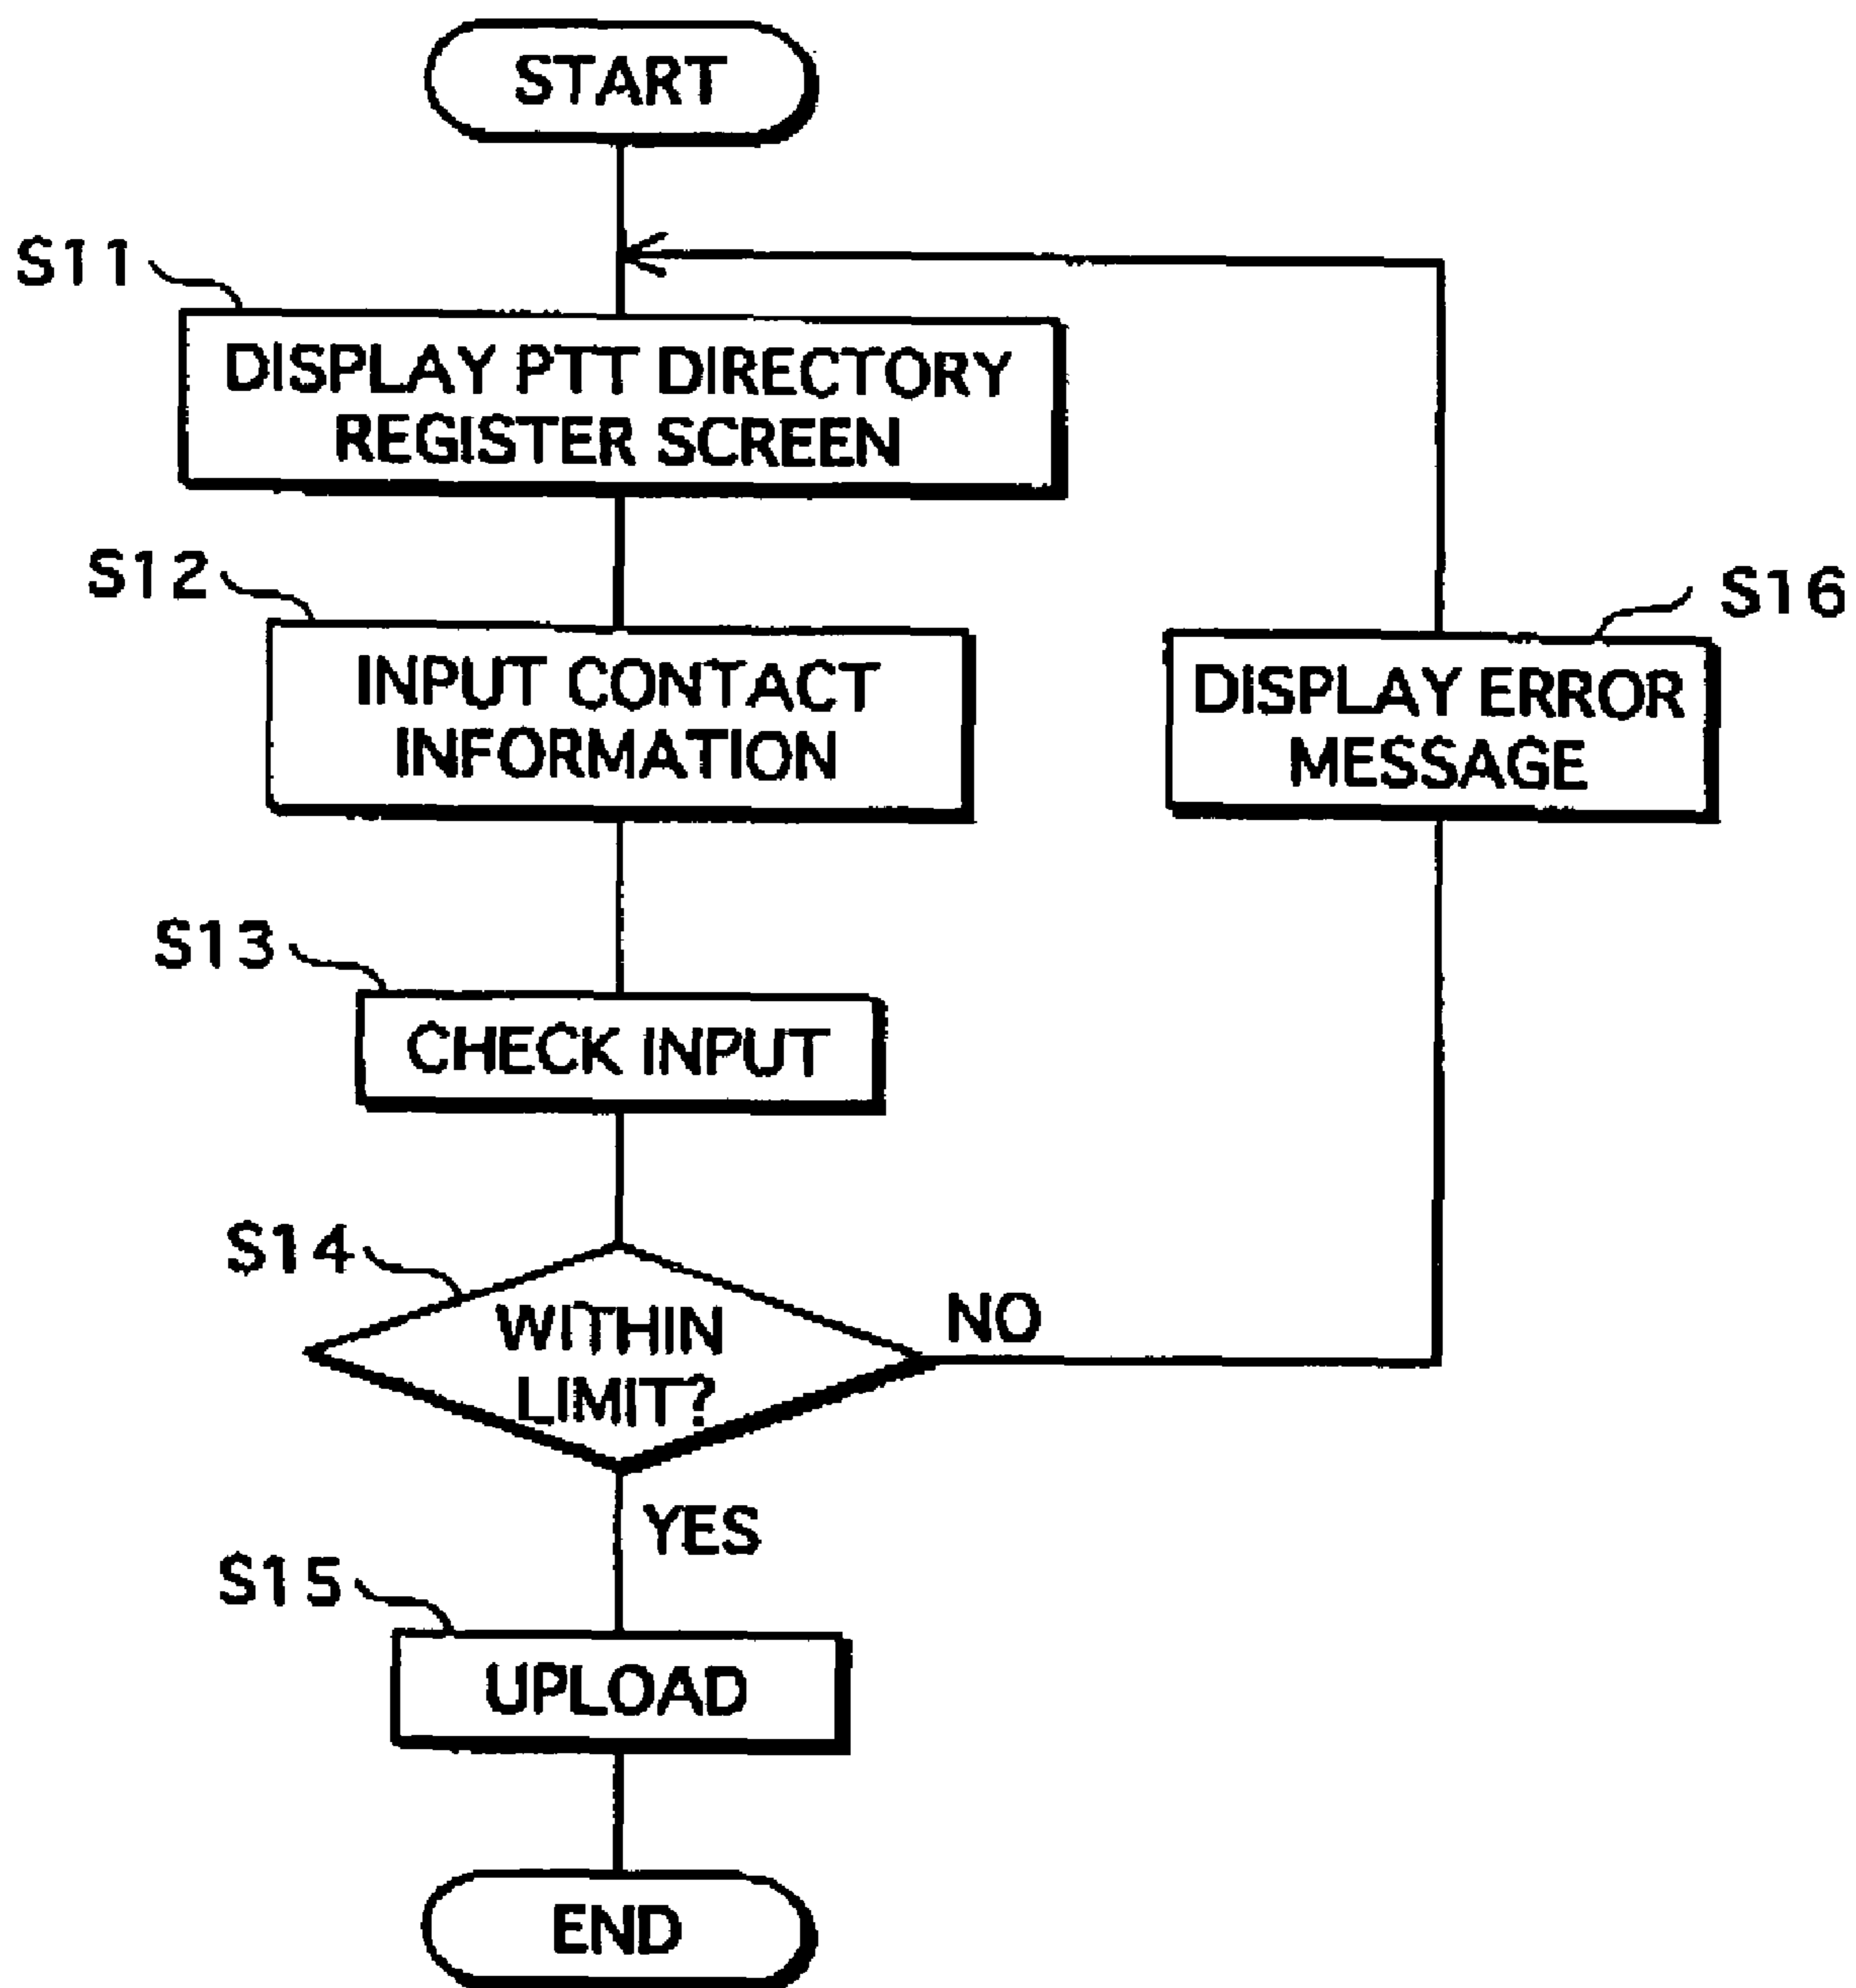 START
S11
DISPLAY PTT DIRECTORY
REGISTER SCREEN
S12
INPUT CONTACT
INFORMATION
S16
DISPLAY ERROR
MESSAGE
S13
CHECK INPUT
S14
WITHIN
LIMIT?
NO
YES
S15
UPLOAD
END